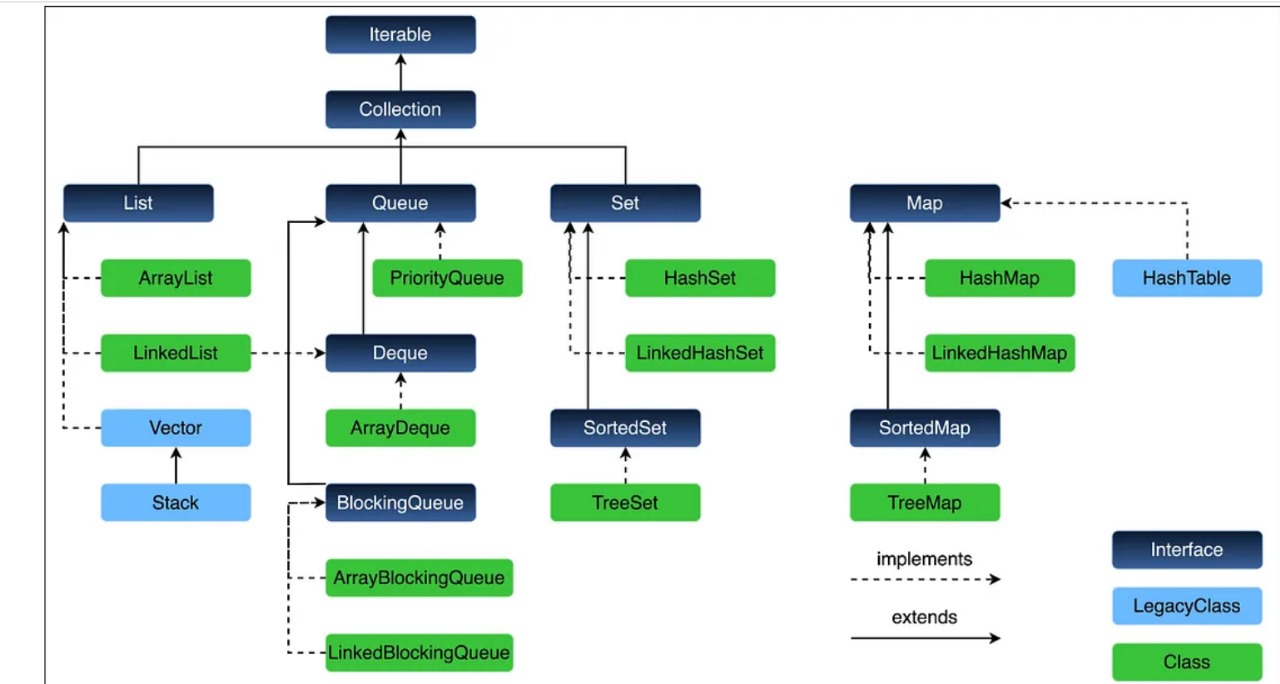 Iterable
Collection
List
Queue
Set
Map
ArrayList
PriorityQueue
HashSet
HashMap
HashTable
LinkedList
Deque
LinkedHashSet
LinkedHashMap
Vector
ArrayDeque
SortedSet
SortedMap
Stack
BlockingQueue
TreeSet
TreeMap
ArrayBlockingQueue
LinkedBlockingQueue
implements
extends
Interface
LegacyClass
Class